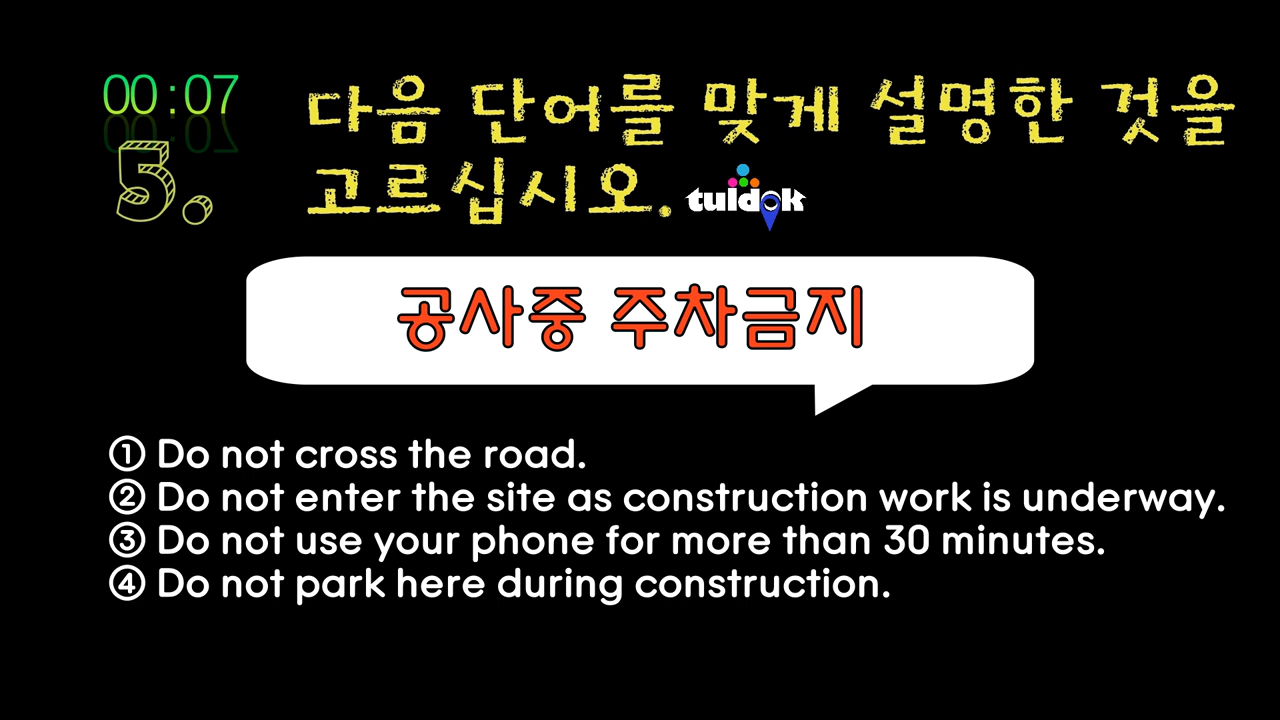 00:07
5.
다음 단어를 맞게 설명한 것을
고르십시오.
tuldok
공사중 주차금지
① Do not cross the road.
② Do not enter the site as construction work is underway.
③ Do not use your phone for more than 30 minutes.
④ Do not park here during construction.